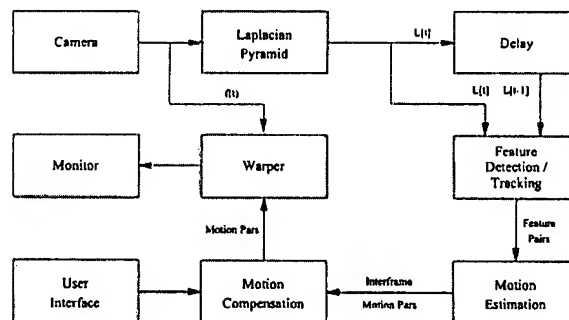 Camera
Laplacian
Pyramid
L[t]
Delay
f(t)
L[t]
L[t-1]
Monitor
Warper
Feature
Detection /
Tracking
Motion Pars
Feature
Pairs
User
Interface
Motion
Compensation
Interframe
Motion Pars
Motion
Estimation